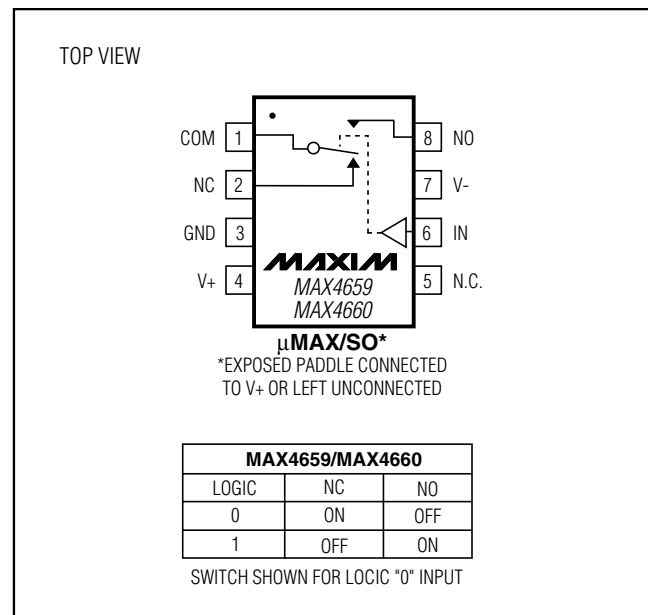 TOP VIEW
COM 1
8 NO
NC 2
7 V-
GND 3
6 IN
V+ 4
5 N.C.
MAXIM
MAX4659
MAX4660
µMAX/SO*
*EXPOSED PADDLE CONNECTED
TO V+ OR LEFT UNCONNECTED
MAX4659/MAX4660
LOGIC NC NO
0 ON OFF
1 OFF ON
SWITCH SHOWN FOR LOCIC "0" INPUT